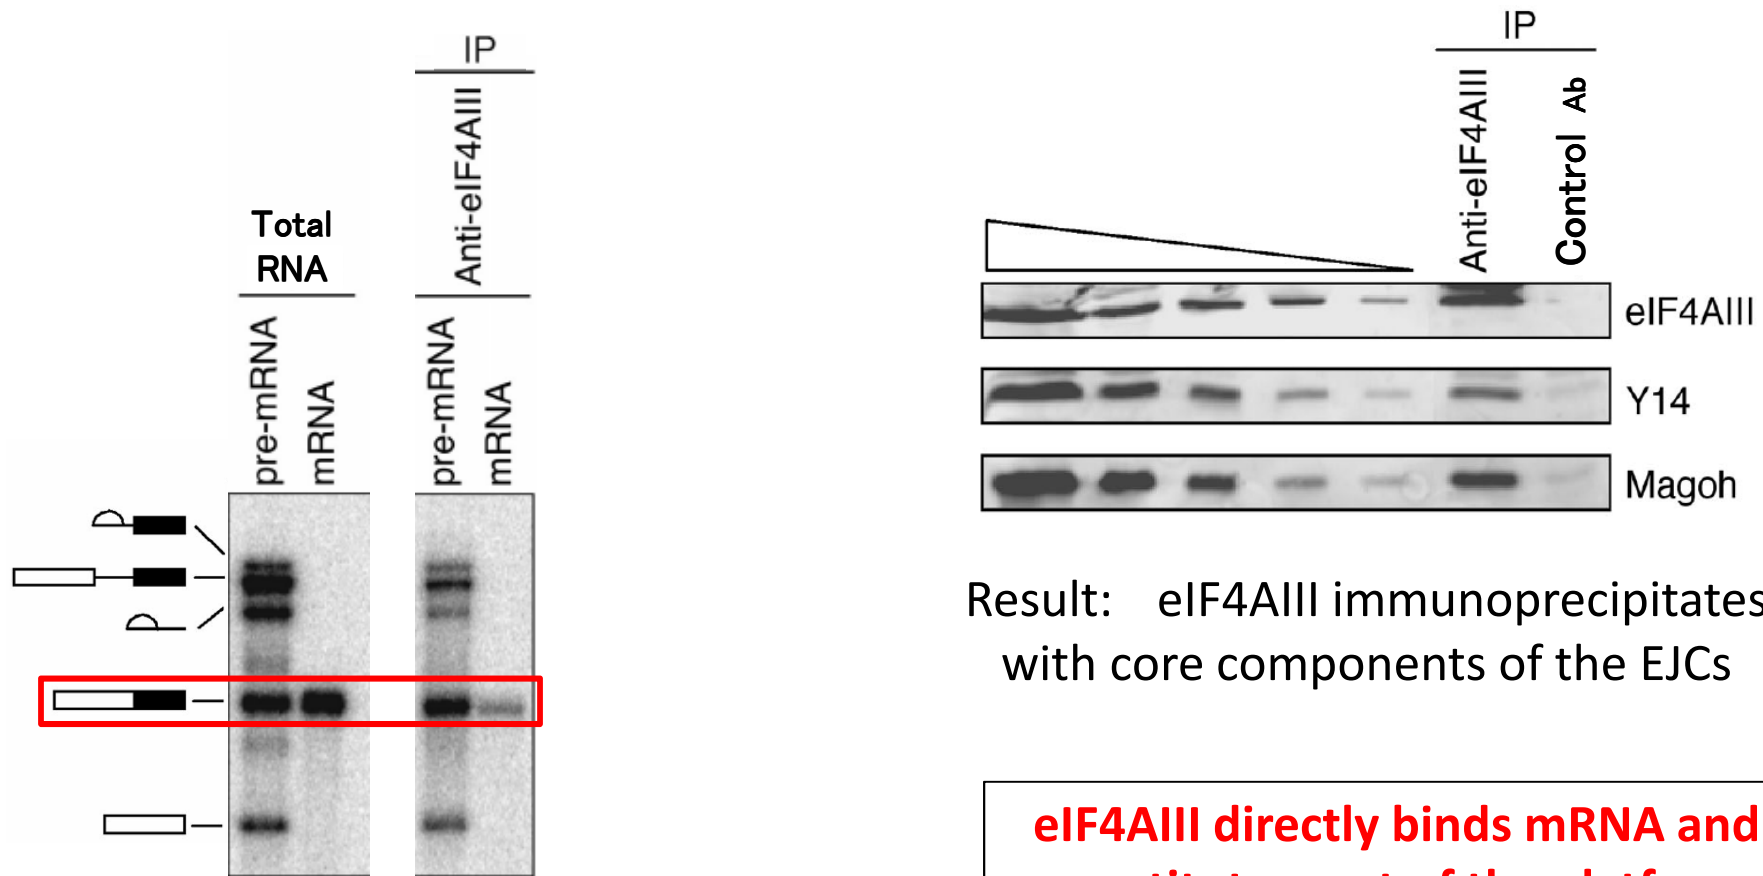 IP
Anti-eIF4AIII
Total
RNA
pre-mRNA
mRNA
pre-mRNA
mRNA
IP
Anti-eIF4AIII
Control Ab
eIF4AIII
Y14
Magoh
Result: eIF4AIII immunoprecipitates
with core components of the EJCs
eIF4AIII directly binds mRNA and